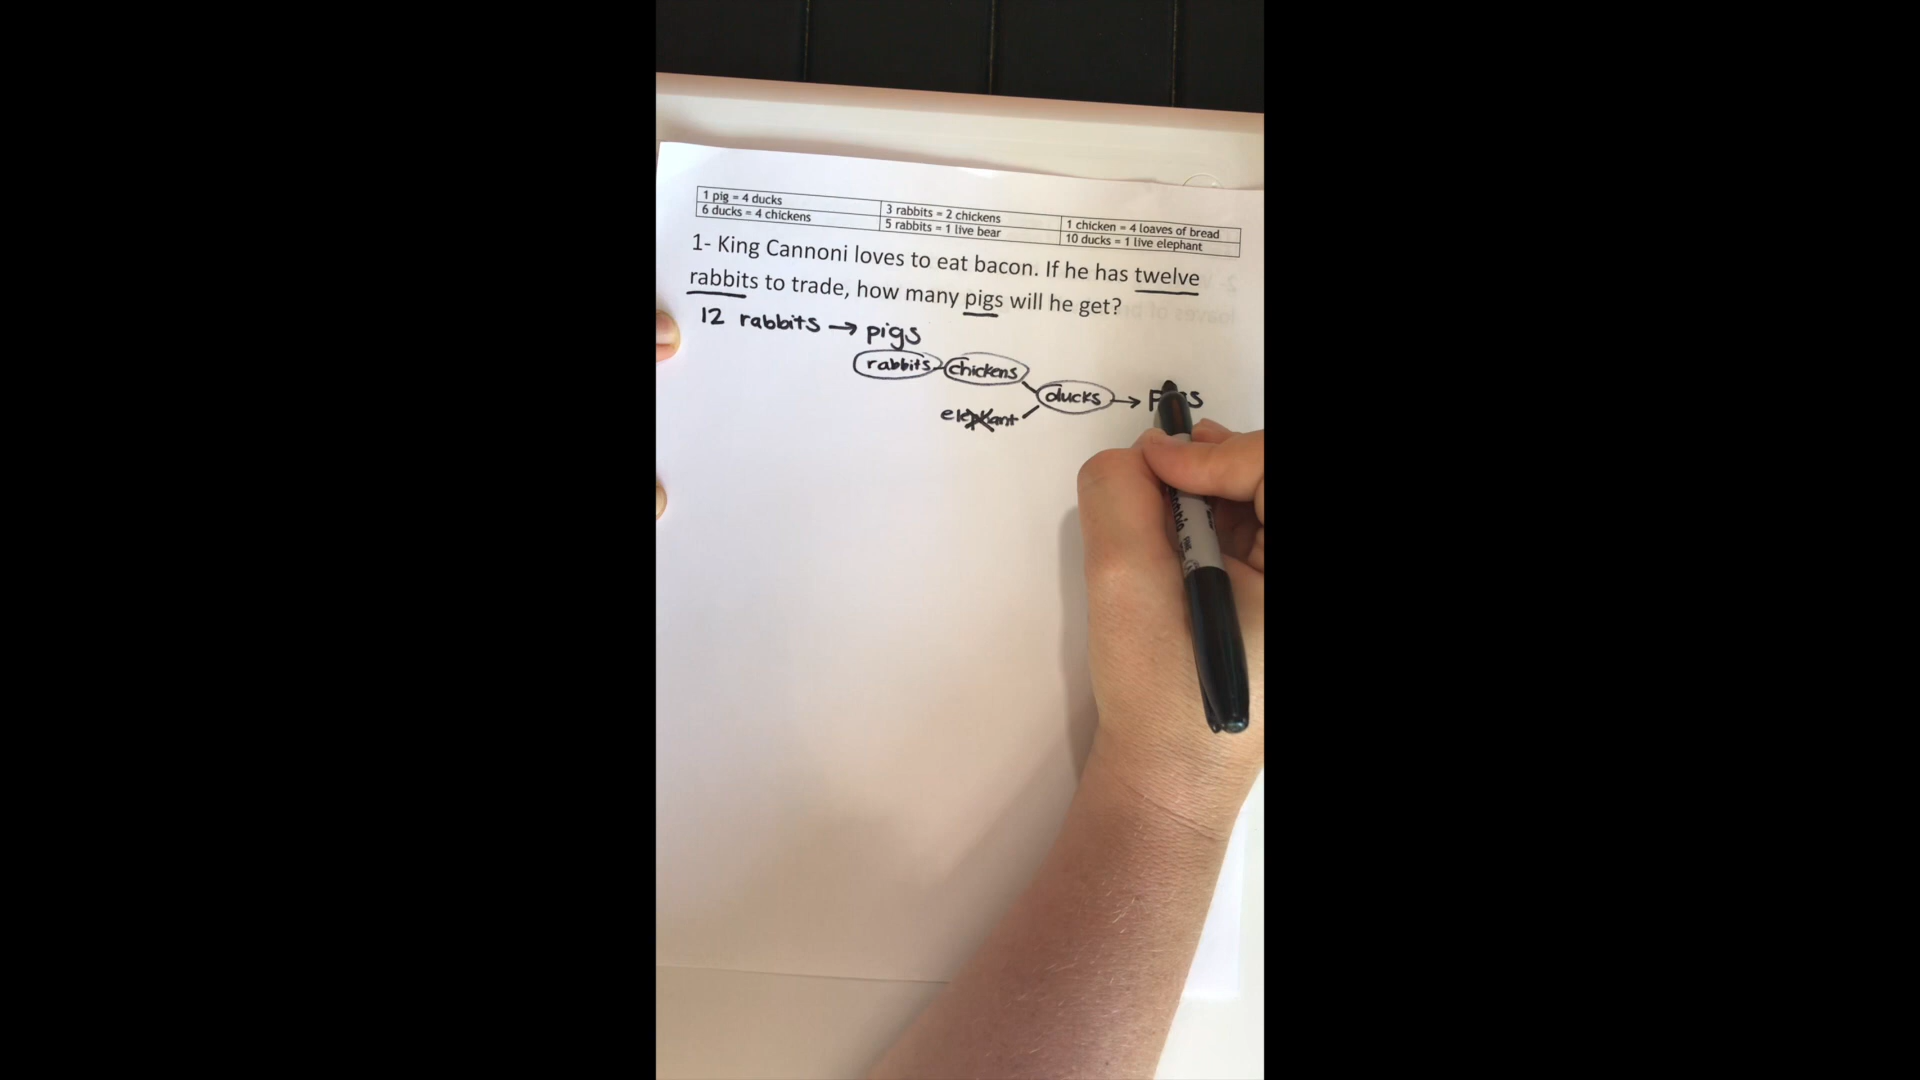 1 pig = 4 ducks
3 rabbits = 2 chickens
1 chicken = 4 loaves of bread
6 ducks = 4 chickens
5 rabbits = 1 live bear
10 ducks = 1 live elephant
1- King Cannoni loves to eat bacon. If he has twelve
rabbits to trade, how many pigs will he get?
12 rabbits → pigs
rabbits - chickens
ducks →
elephant